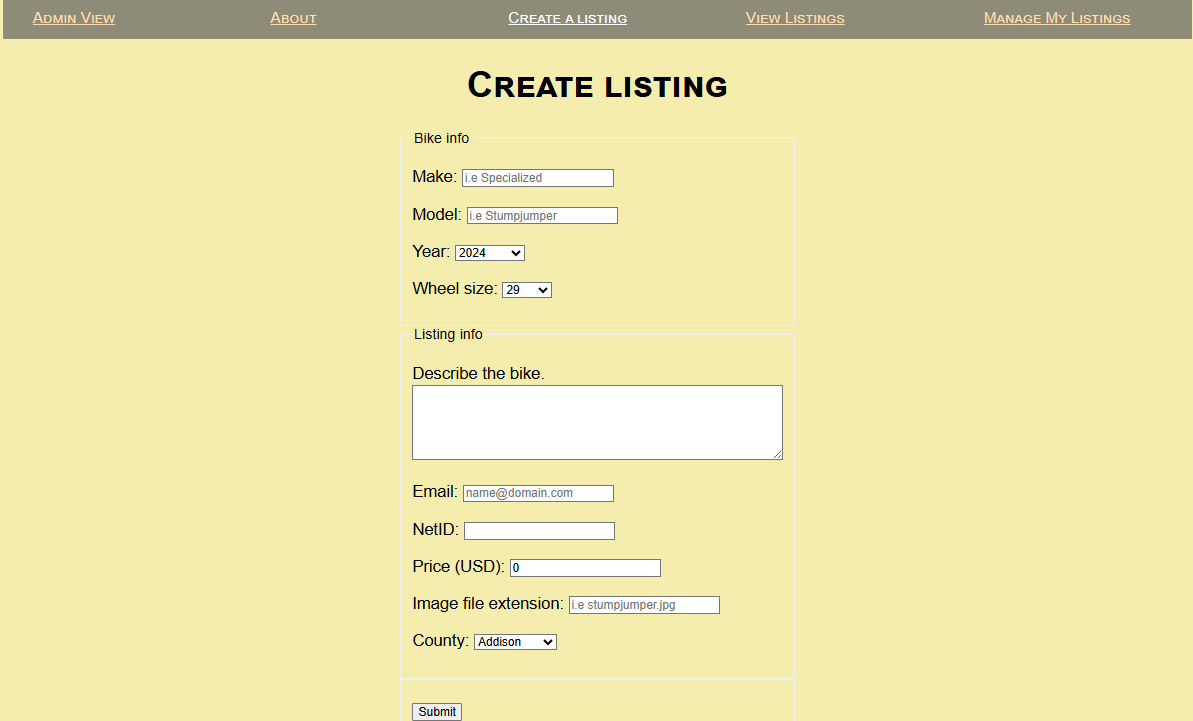 Admin View About Create a listing View Listings Manage My Listings
Create listing
Bike info
Make: i.e Specialized
Model: i.e Stumpjumper
Year: 2024
Wheel size: 29
Listing info
Describe the bike.
Email: name@domain.com
NetID:
Price (USD): 0
Image file extension: i.e stumpjumper.jpg
County: Addison
Submit